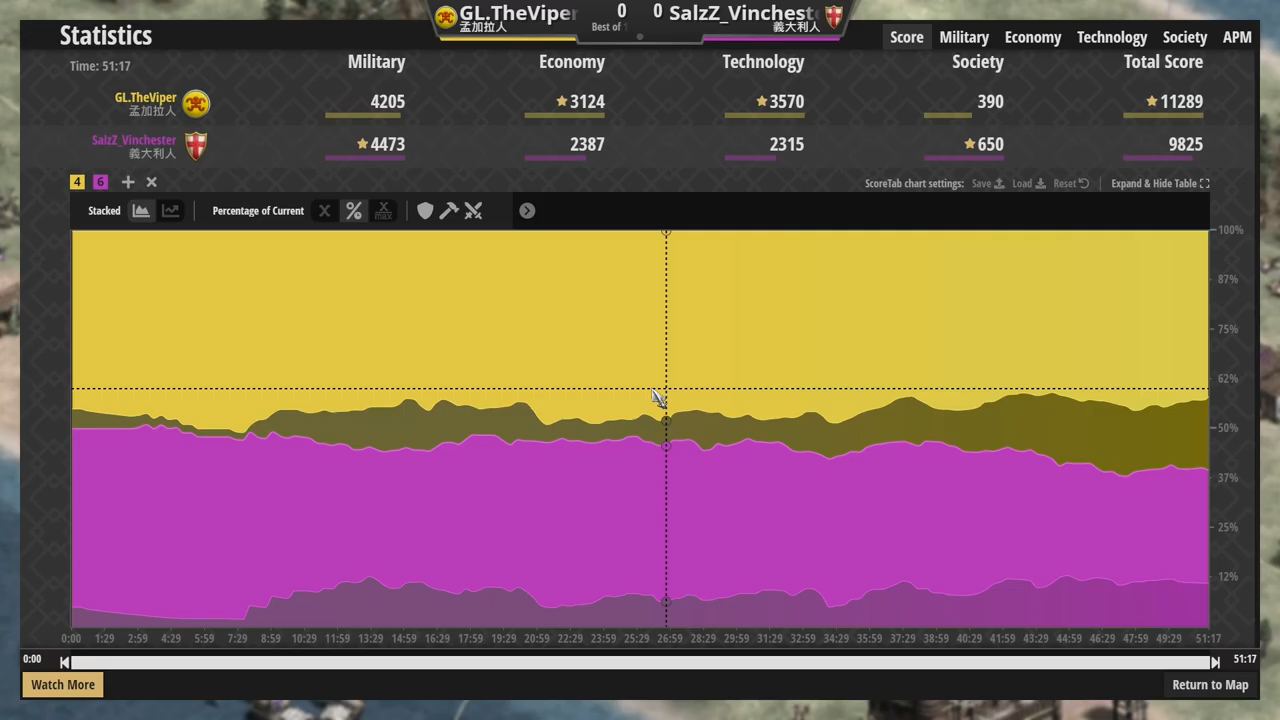 GL.TheViper 0 0 SalzZ_Vinchest
孟加拉人 Best of 1 義大利人
Statistics
Score Military Economy Technology Society APM
Time: 51:17
Military Economy Technology Society Total Score
GL.TheViper 4205 3124 3570 390 11289
孟加拉人
SalzZ_Vinchester 4473 2387 2315 650 9825
義大利人
4 6
ScoreTab chart settings: Save Load Reset Expand & Hide Table
Stacked Percentage of Current X % X max
100%
87%
75%
62%
50%
37%
25%
12%
0:00 1:29 2:59 4:29 5:59 7:29 8:59 10:29 11:59 13:29 14:59 16:29 17:59 19:29 20:59 22:29 23:59 25:29 26:59 28:29 29:59 31:29 32:59 34:29 35:59 37:29 38:59 40:29 41:59 43:29 44:59 46:29 47:59 49:29 51:17
0:00 51:17
Watch More Return to Map